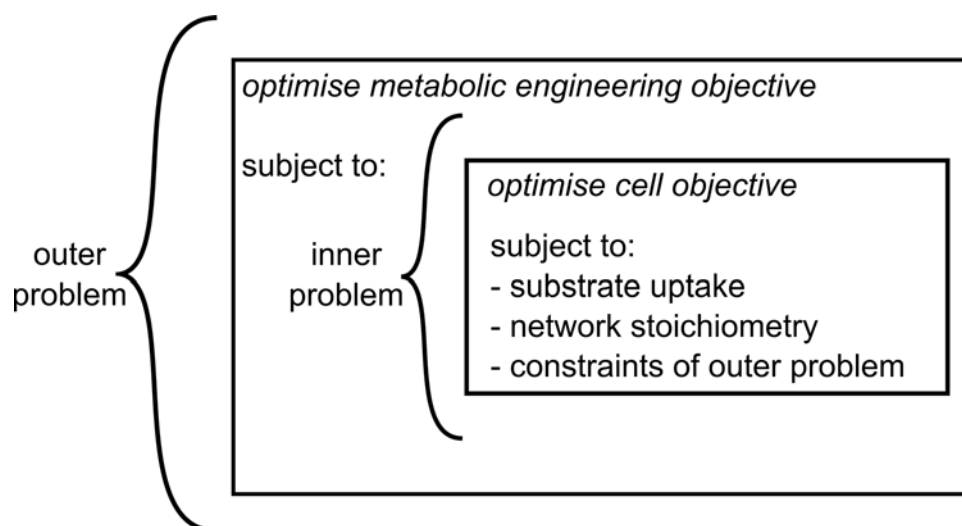 optimise metabolic engineering objective
subject to:
outer
problem
inner
problem
optimise cell objective
subject to:
- substrate uptake
- network stoichiometry
- constraints of outer problem